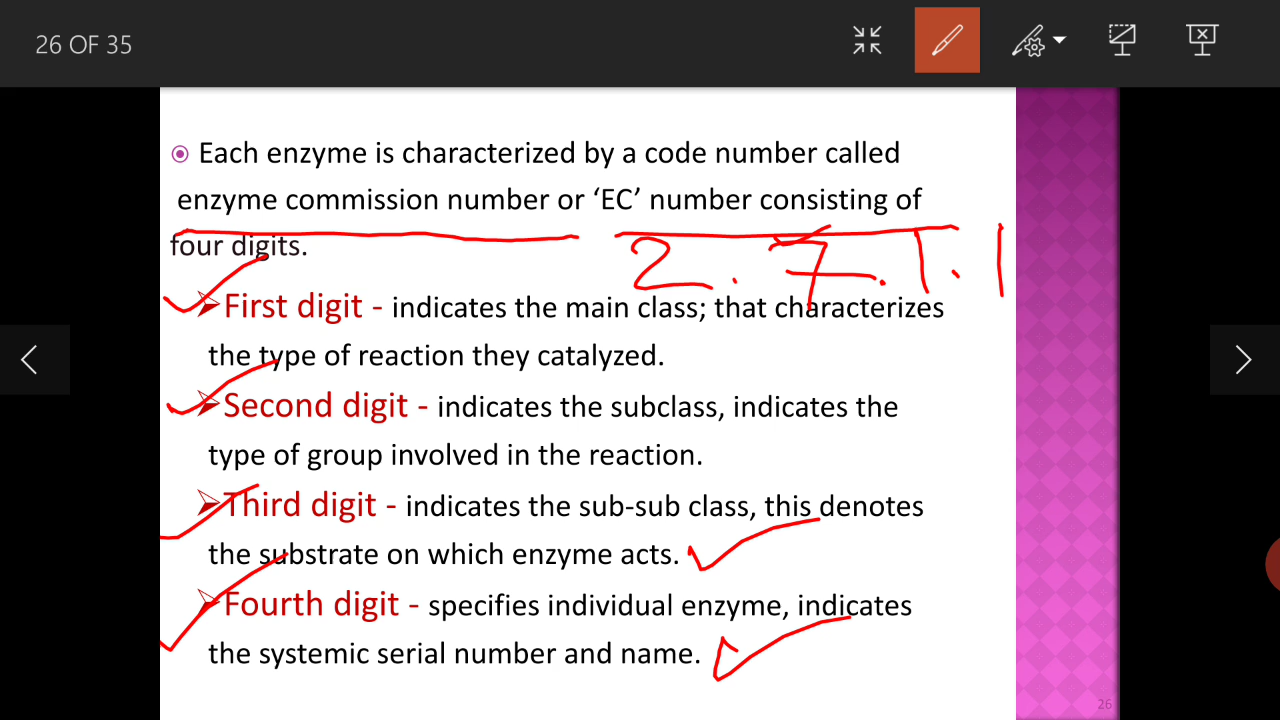 26 OF 35
Each enzyme is characterized by a code number called
enzyme commission number or ‘EC’ number consisting of
four digits.
2.7.1.1
First digit - indicates the main class; that characterizes
the type of reaction they catalyzed.
Second digit - indicates the subclass, indicates the
type of group involved in the reaction.
Third digit - indicates the sub-sub class, this denotes
the substrate on which enzyme acts.
Fourth digit - specifies individual enzyme, indicates
the systemic serial number and name.
26